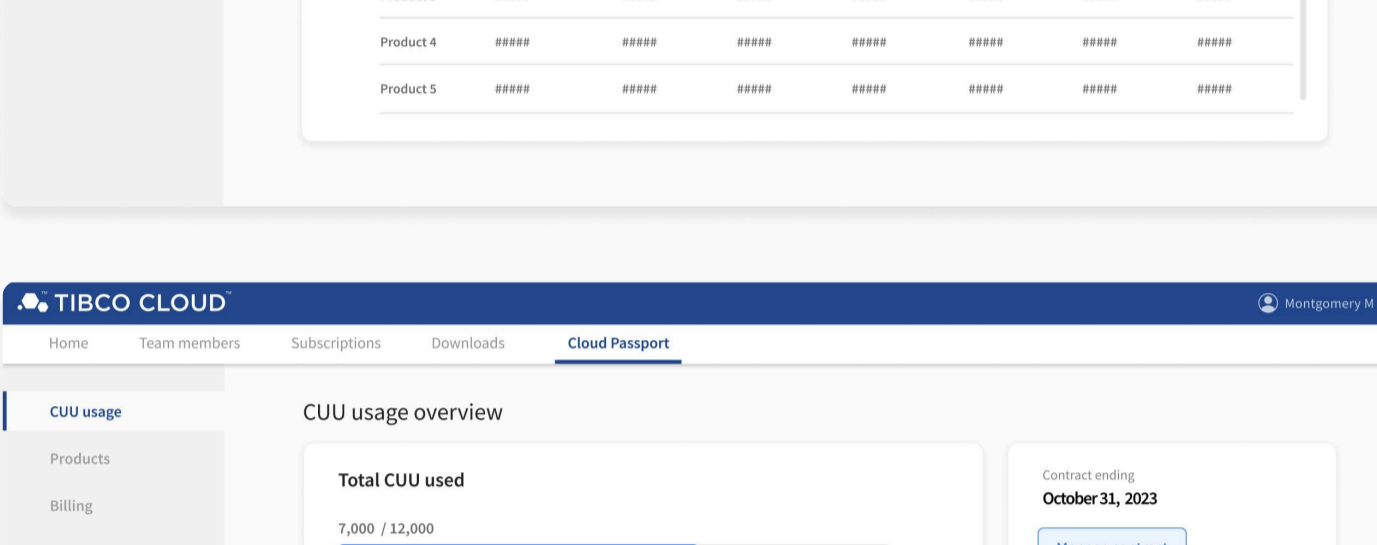 Product 4 ##### ##### ##### ##### ##### ##### #####
Product 5 ##### ##### ##### ##### ##### ##### #####
TIBCO CLOUD™
Montgomery M
Home Team members Subscriptions Downloads Cloud Passport
CUU usage
Products
Billing
CUU usage overview
Total CUU used
7,000 / 12,000
Contract ending
October 31, 2023